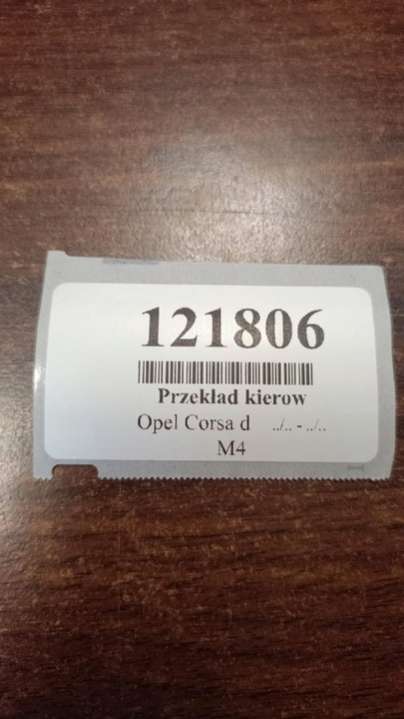 121806
Przekład kierow
Opel Corsa d ../.. - ../..
M4